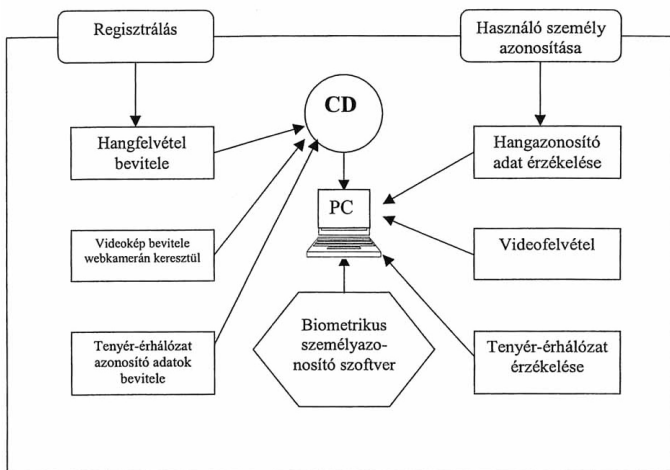 Regisztrálás
Használó személy
azonosítása
CD
Hangfelvétel
bevitele
Hangazonosító
adat érzékelése
PC
Videokép bevitele
webkamerán keresztül
Videofelvétel
Biometrikus
személyazo-
nosító szoftver
Tenyér-érhálózat
azonosító adatok
bevitele
Tenyér-érhálózat
érzékelése